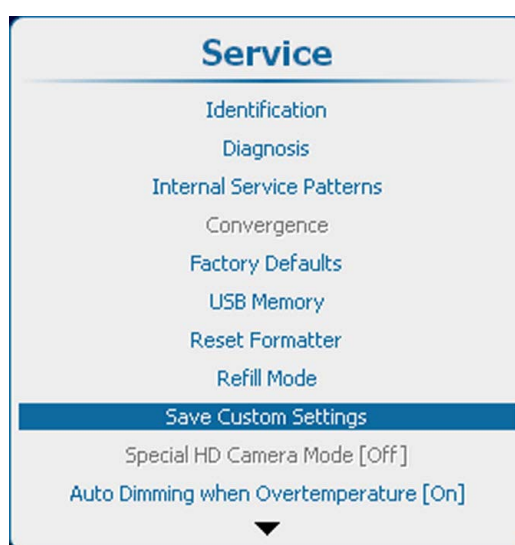 Service
Identification
Diagnosis
Internal Service Patterns
Convergence
Factory Defaults
USB Memory
Reset Formatter
Refill Mode
Save Custom Settings
Special HD Camera Mode [Off]
Auto Dimming when Overtemperature [On]